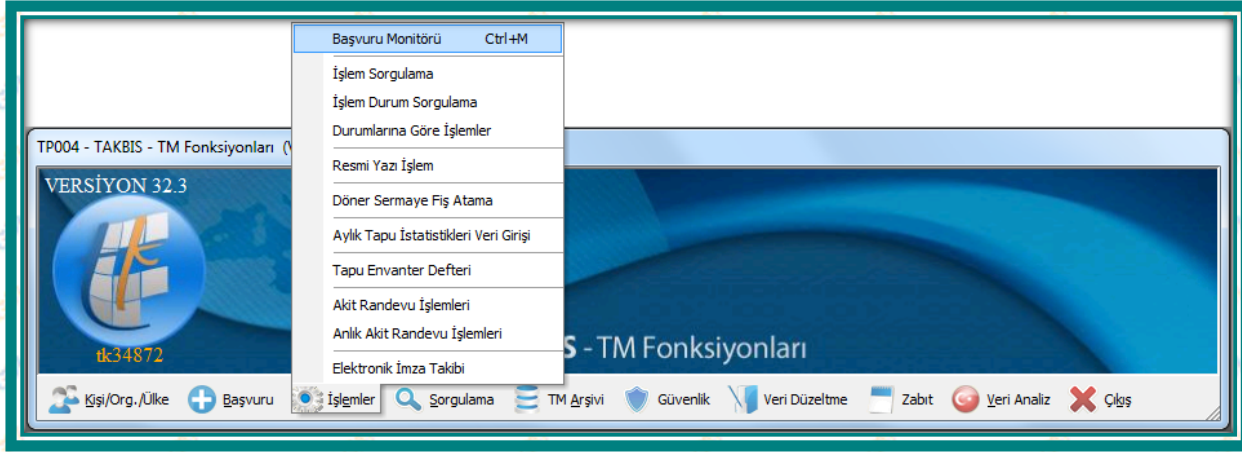 Başvuru Monitörü Ctrl+M
İşlem Sorgulama
İşlem Durum Sorgulama
Durumlarına Göre İşlemler
Resmi Yazı İşlem
Döner Sermaye Fiş Atama
Aylık Tapu İstatistikleri Veri Girişi
Tapu Envanter Defteri
Akit Randevu İşlemleri
Anlık Akit Randevu İşlemleri
Elektronik İmza Takibi
TP004 - TAKBIS - TM Fonksiyonları (V
VERSİYON 32.3
tk34872
S - TM Fonksiyonları
Kişi/Org./Ülke Başvuru İşlemler Sorgulama TM Arşivi Güvenlik Veri Düzeltme Zabıt Veri Analiz Çıkış